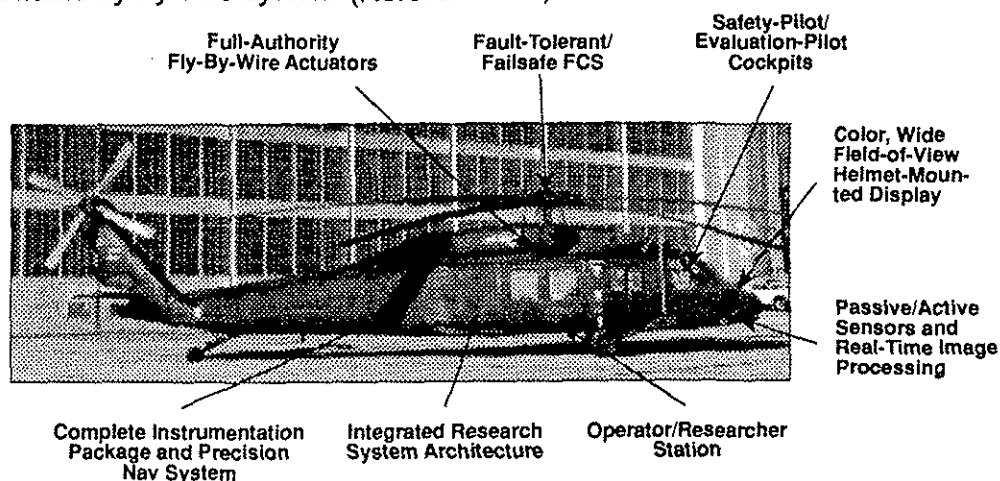 Full-Authority
Fly-By-Wire Actuators
Fault-Tolerant/
Failsafe FCS
Safety-Pilot/
Evaluation-Pilot
Cockpits
Color, Wide
Field-of-View
Helmet-Moun-
ted Display
Passive/Active
Sensors and
Real-Time Image
Processing
Complete Instrumentation
Package and Precision
Nav System
Integrated Research
System Architecture
Operator/Researcher
Station